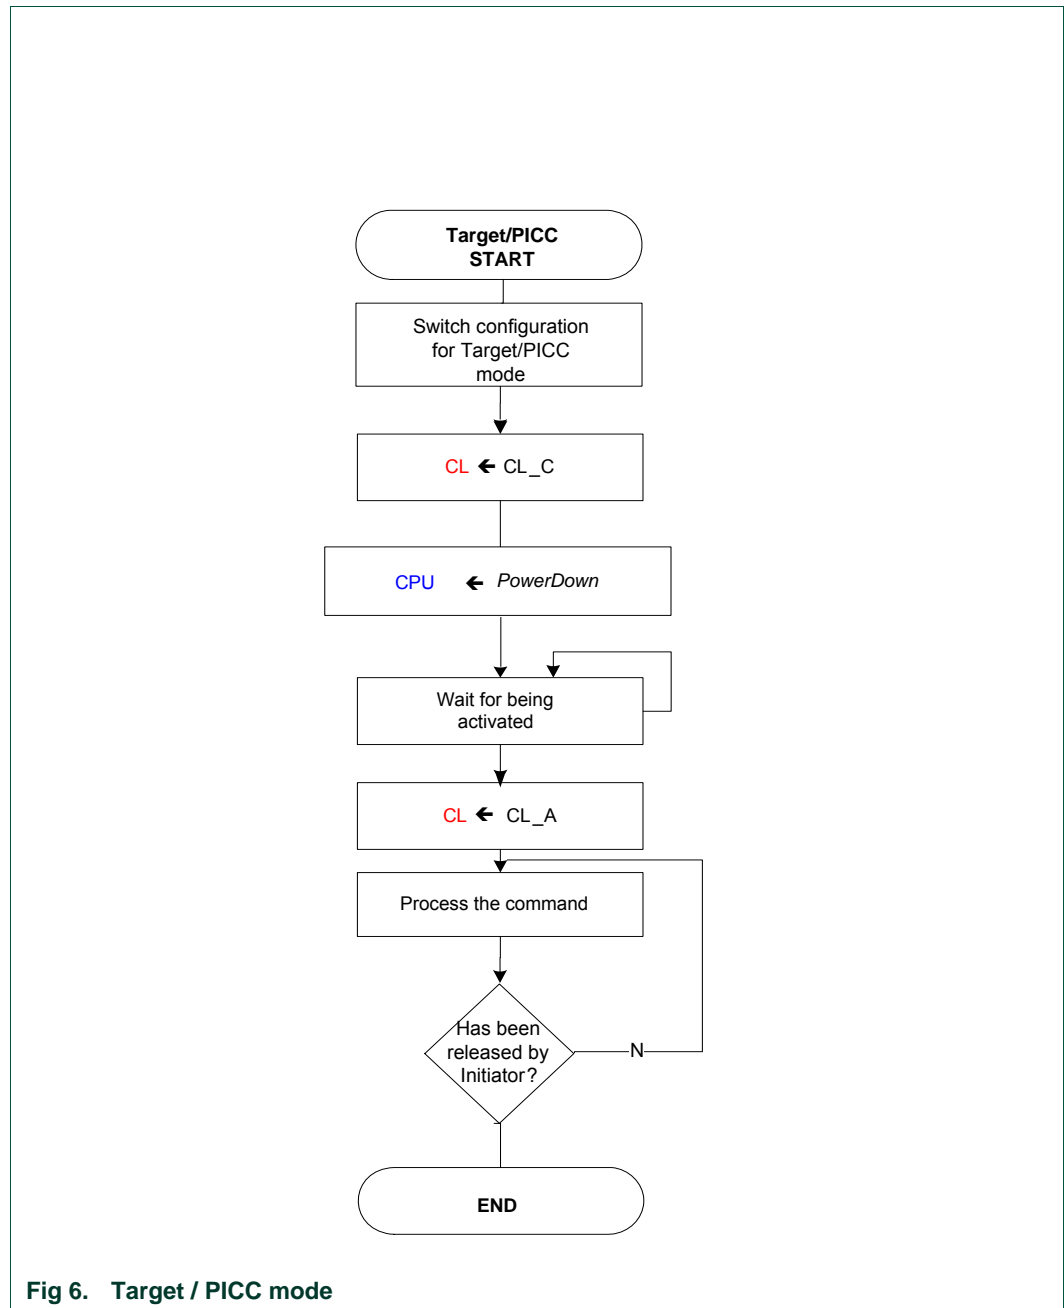 Target/PICC
START
Switch configuration
for Target/PICC
mode
CL 🡸 CL_C
CPU 🡸 PowerDown
Wait for being
activated
CL 🡸 CL_A
Process the command
Has been
released by
Initiator?
N
END
Fig 6. Target / PICC mode